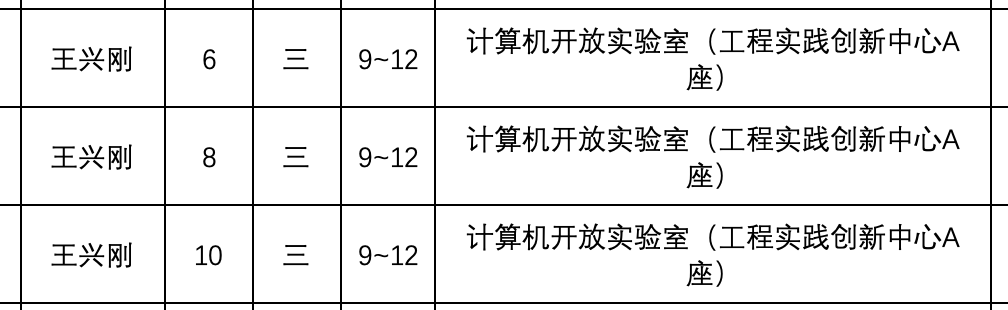 王兴刚 6 三 9~12 计算机开放实验室（工程实践创新中心A
座）
王兴刚 8 三 9~12 计算机开放实验室（工程实践创新中心A
座）
王兴刚 10 三 9~12 计算机开放实验室（工程实践创新中心A
座）